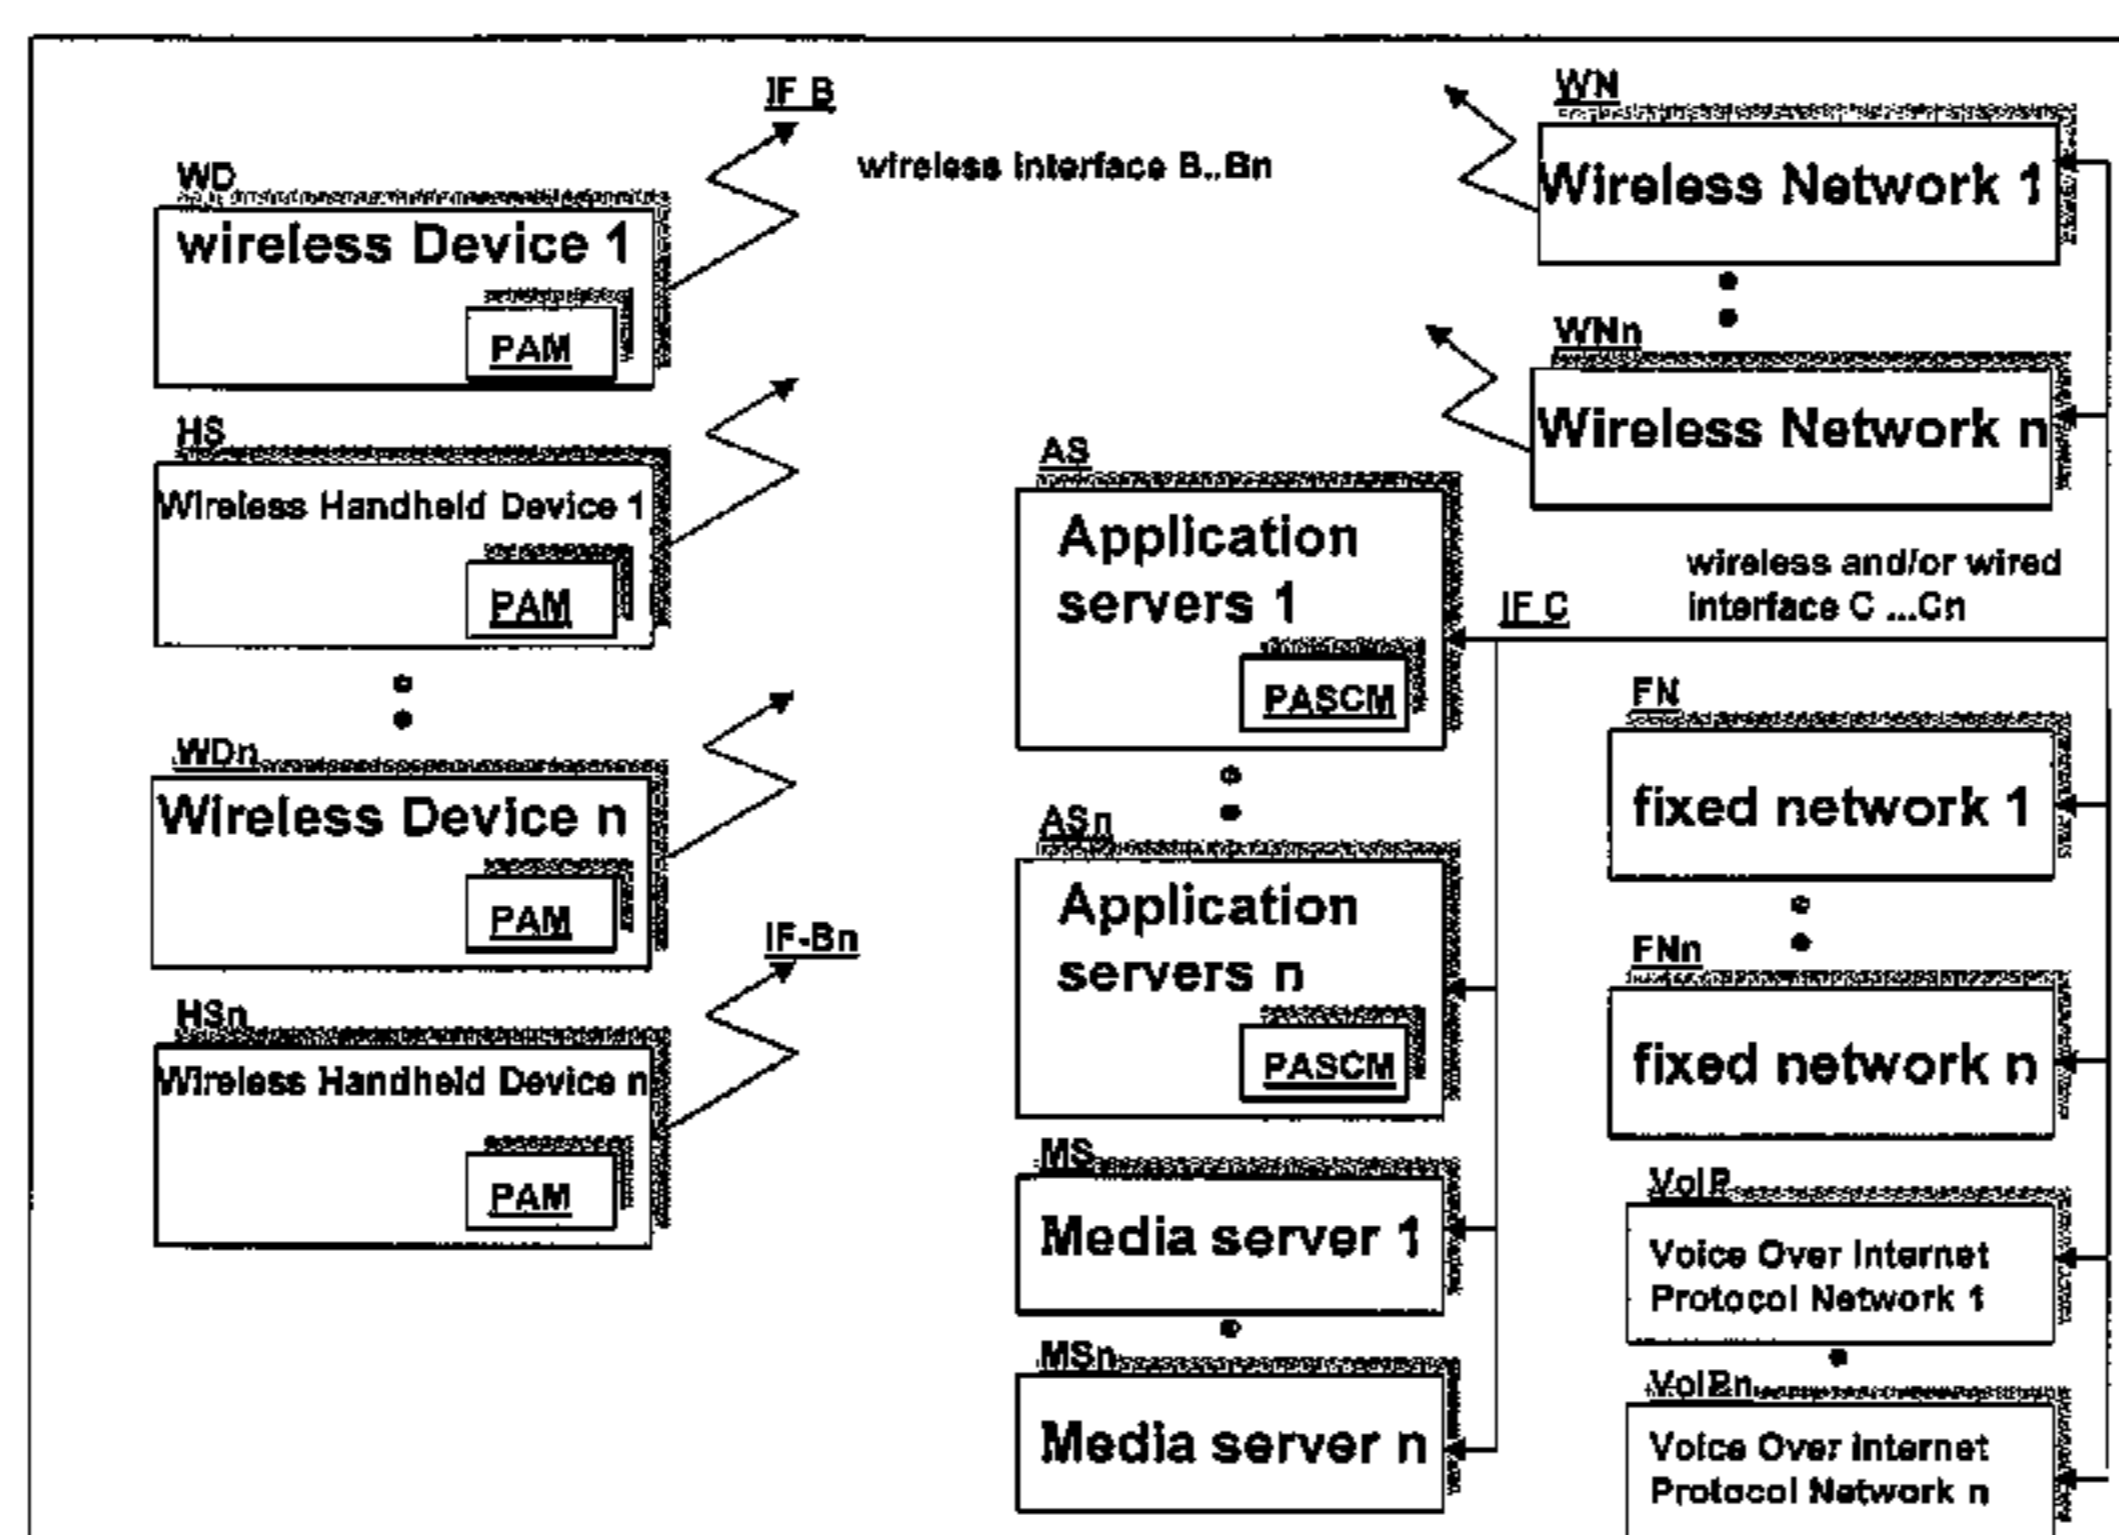 IF B
WD
wireless Device 1
PAM
HS
Wireless Handheld Device 1
PAM
WDn
Wireless Device n
PAM
IF-Bn
HSn
Wireless Handheld Device n
PAM
wireless interface B..Bn
AS
Application
servers 1
PASCM
ASn
Application
servers n
PASCM
MS
Media server 1
MSn
Media server n
WN
Wireless Network 1
WNn
Wireless Network n
wireless and/or wired
interface C ...Cn
IF C
FN
fixed network 1
FNn
fixed network n
VoIP
Voice Over Internet
Protocol Network 1
VoIPn
Voice Over Internet
Protocol Network n